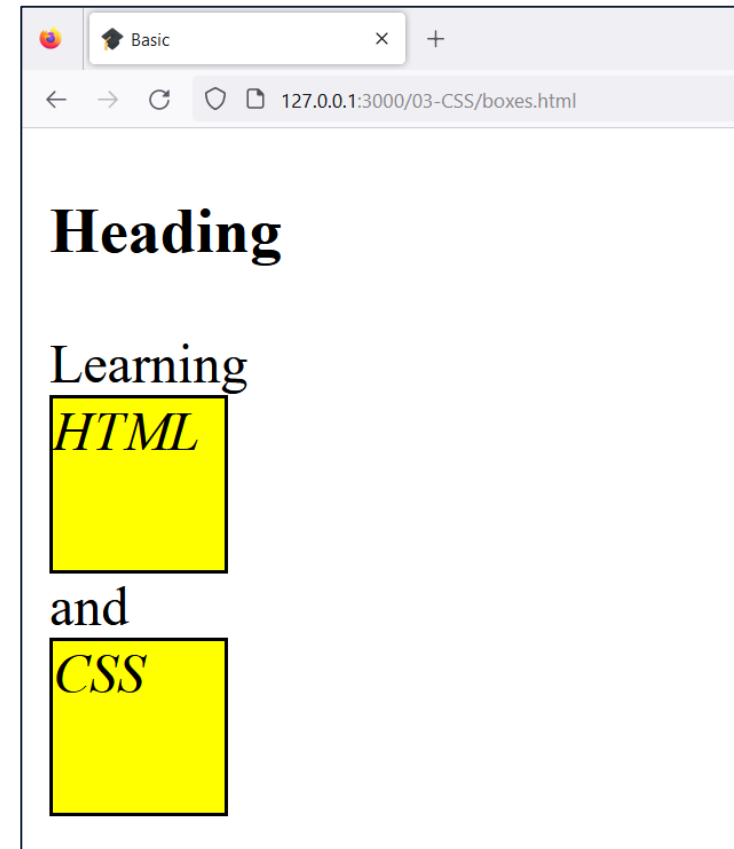 Basic
127.0.0.1:3000/03-CSS/boxes.html
Heading
Learning
HTML
and
CSS